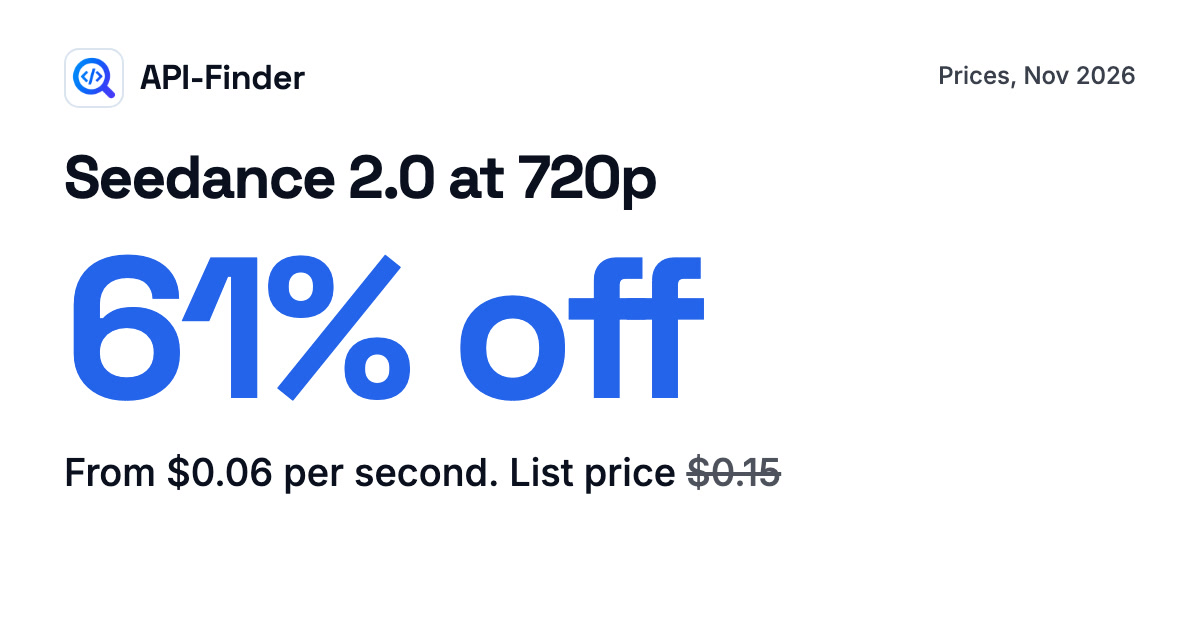 API-Finder
Prices, Nov 2026
Seedance 2.0 at 720p
61% off
From $0.06 per second. List price $0.15